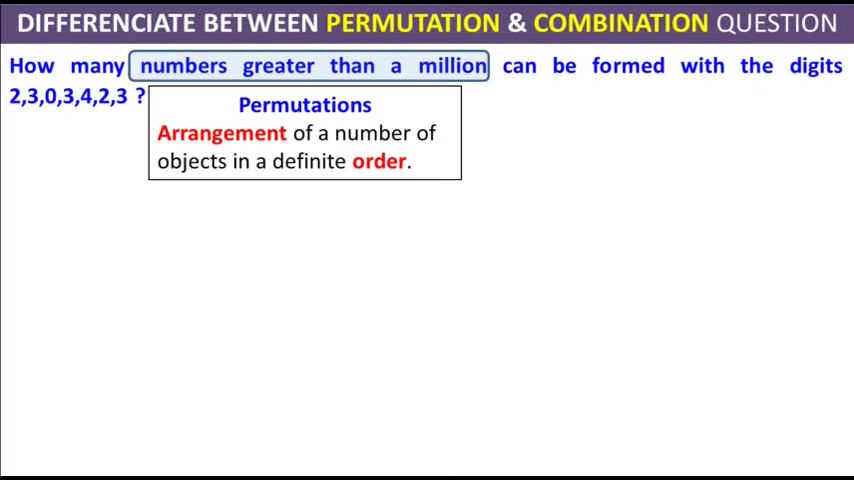 DIFFERENCIATE BETWEEN PERMUTATION & COMBINATION QUESTION
How many numbers greater than a million can be formed with the digits
2,3,0,3,4,2,3 ?
Permutations
Arrangement of a number of
objects in a definite order.